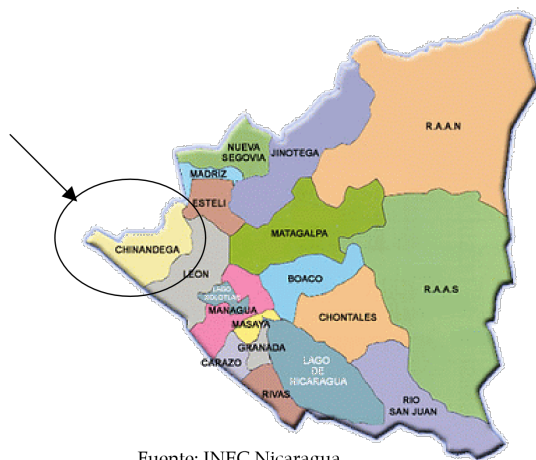 R.A.A.N
NUEVA
SEGOVIA
JINOTEGA
MADRIZ
ESTELI
MATAGALPA
CHINANDEGA
LEON
BOACO
R.A.A.S
LAGO
XOLOTLAN
MANAGUA
CHONTALES
MASAYA
GRANADA
LAGO
DE
NICARAGUA
CARAZO
RIVAS
RIO
SAN JUAN
Fuente: INEC Nicaragua